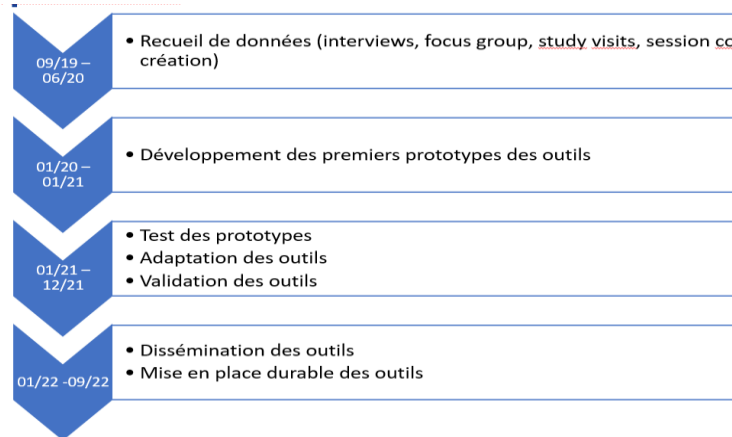 09/19 –
06/20
• Recueil de données (interviews, focus group, study visits, session
création)
01/20 –
01/21
• Développement des premiers prototypes des outils
01/21 –
12/21
• Test des prototypes
• Adaptation des outils
• Validation des outils
01/22 -09/22
• Dissémination des outils
• Mise en place durable des outils